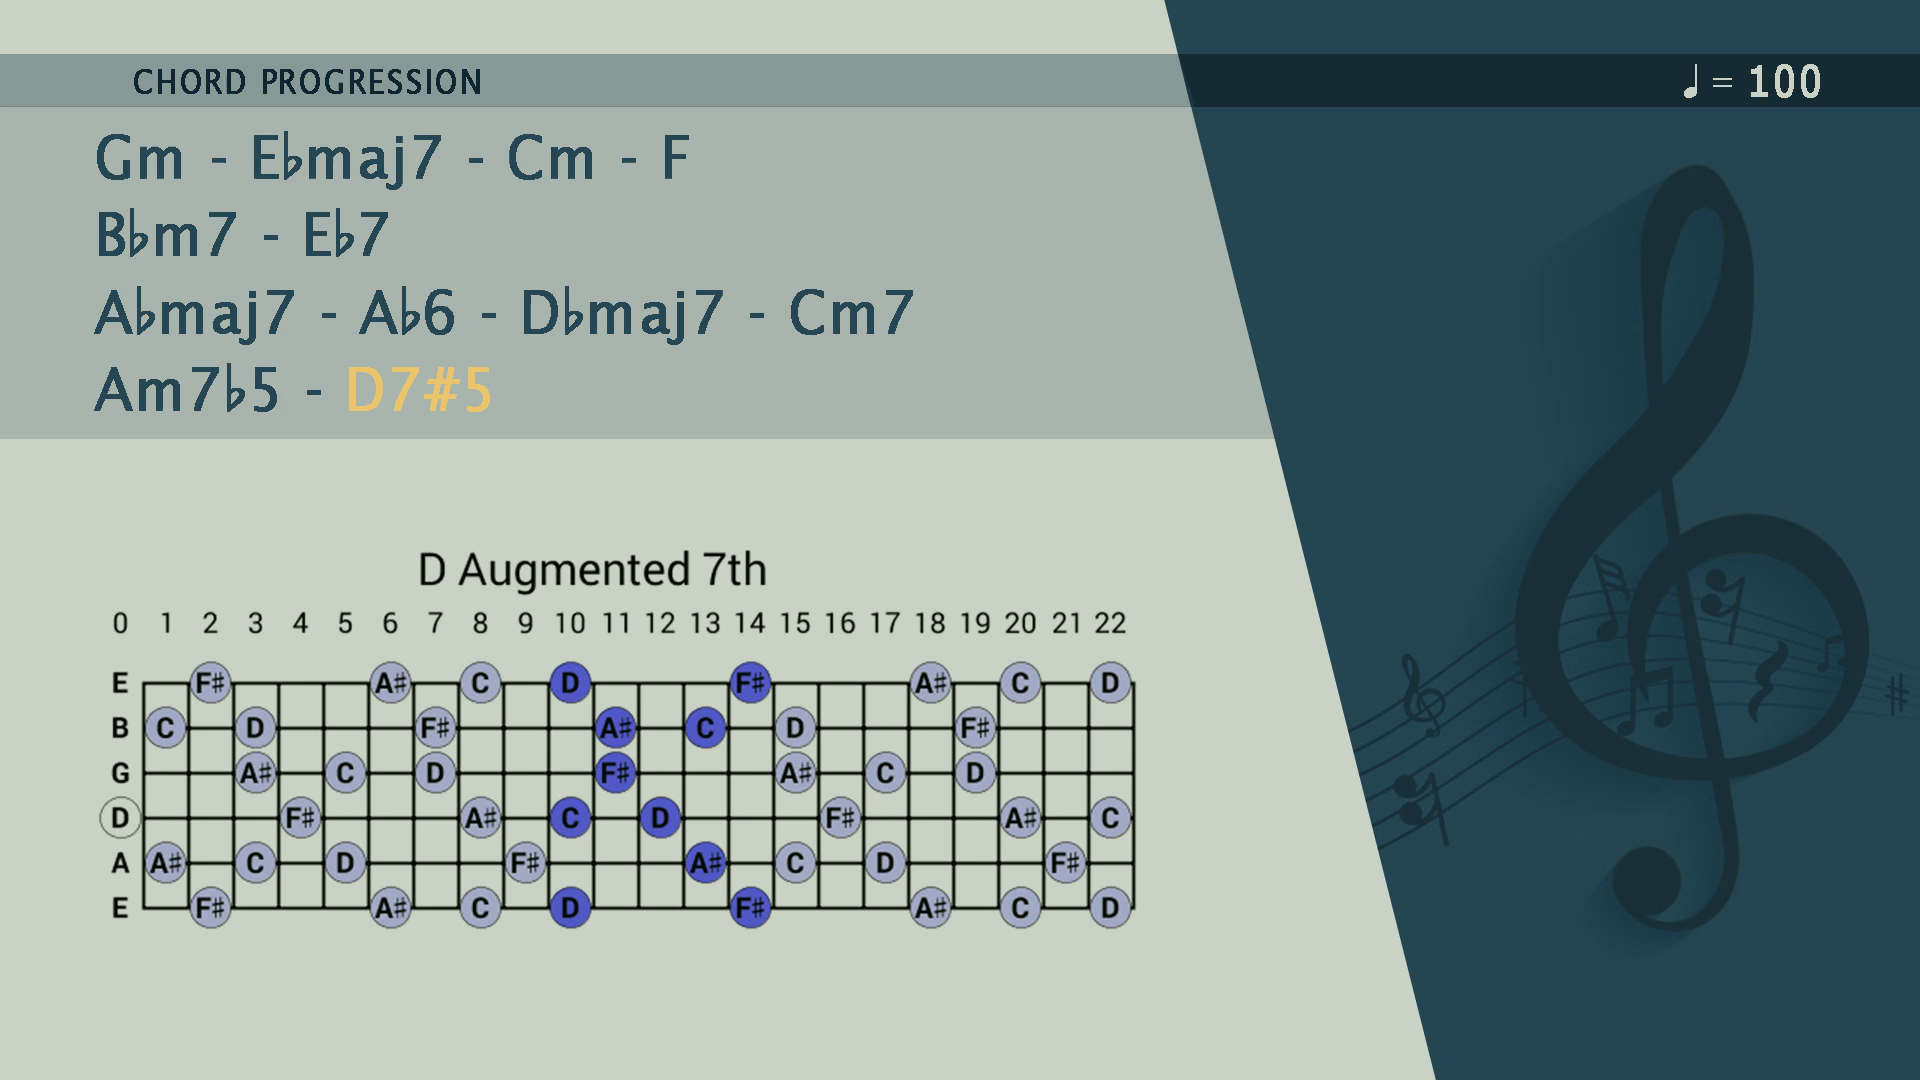 CHORD PROGRESSION
♩ = 100
Gm - E♭maj7 - Cm - F
B♭m7 - E♭7
A♭maj7 - A♭6 - D♭maj7 - Cm7
Am7♭5 - D7#5
D Augmented 7th
0 1 2 3 4 5 6 7 8 9 10 11 12 13 14 15 16 17 18 19 20 21 22
E F♯ A♯ C D F♯ A♯ C D
B C D F♯ A♯ C D F♯
G A♯ C D F♯ A♯ C D
D F♯ A♯ C D F♯ A♯ C
A A♯ C D F♯ A♯ C D F♯
E F♯ A♯ C D F♯ A♯ C D